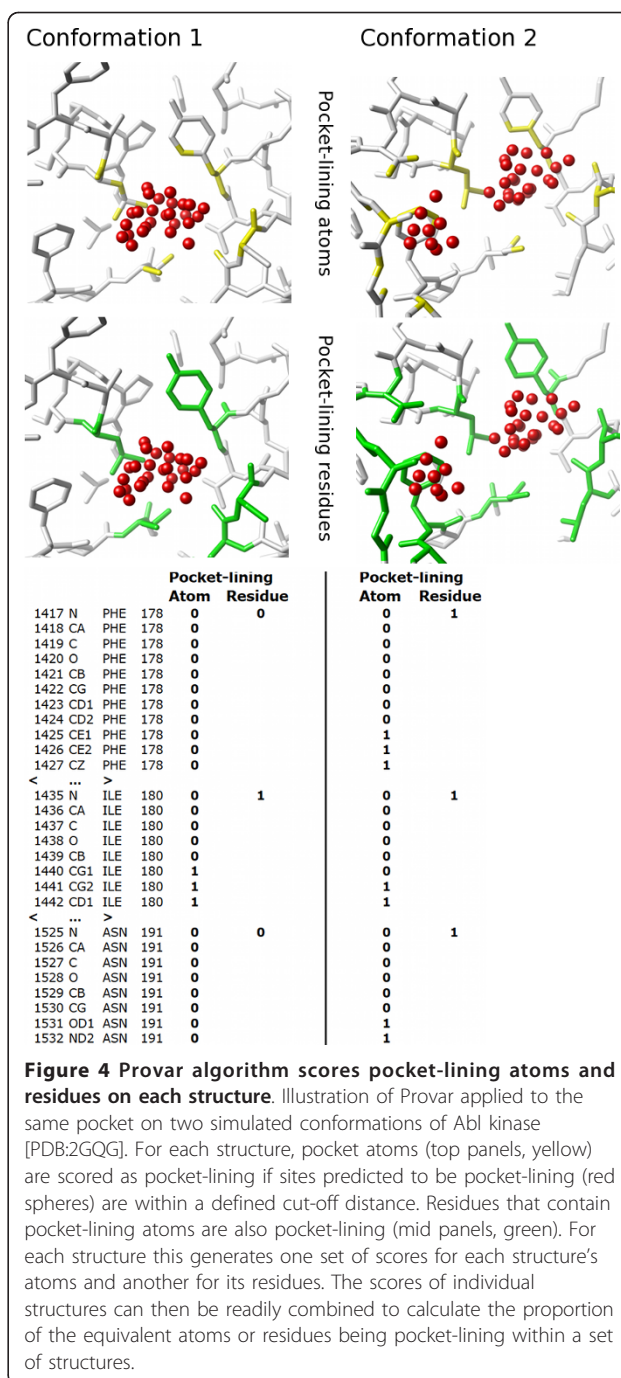 Conformation 1 Conformation 2
Pocket-lining atoms
Pocket-lining residues
Pocket-lining Pocket-lining
Atom Residue Atom Residue
1417 N PHE 178 0 0 0 1
1418 CA PHE 178 0 0
1419 C PHE 178 0 0
1420 O PHE 178 0 0
1421 CB PHE 178 0 0
1422 CG PHE 178 0 0
1423 CD1 PHE 178 0 0
1424 CD2 PHE 178 0 0
1425 CE1 PHE 178 0 1
1426 CE2 PHE 178 0 1
1427 CZ PHE 178 0 1
< ... >
1435 N ILE 180 0 1 0 1
1436 CA ILE 180 0 0
1437 C ILE 180 0 0
1438 O ILE 180 0 0
1439 CB ILE 180 0 0
1440 CG1 ILE 180 1 0
1441 CG2 ILE 180 1 1
1442 CD1 ILE 180 1 1
< ... >
1525 N ASN 191 0 0 0 1
1526 CA ASN 191 0 0
1527 C ASN 191 0 0
1528 O ASN 191 0 0
1529 CB ASN 191 0 0
1530 CG ASN 191 0 0
1531 OD1 ASN 191 0 1
1532 ND2 ASN 191 0 1
Figure 4 Provar algorithm scores pocket-lining atoms and
residues on each structure. Illustration of Provar applied to the
same pocket on two simulated conformations of Abl kinase
[PDB:2GQG]. For each structure, pocket atoms (top panels, yellow)
are scored as pocket-lining if sites predicted to be pocket-lining (red
spheres) are within a defined cut-off distance. Residues that contain
pocket-lining atoms are also pocket-lining (mid panels, green). For
each structure this generates one set of scores for each structure's
atoms and another for its residues. The scores of individual
structures can then be readily combined to calculate the proportion
of the equivalent atoms or residues being pocket-lining within a set
of structures.